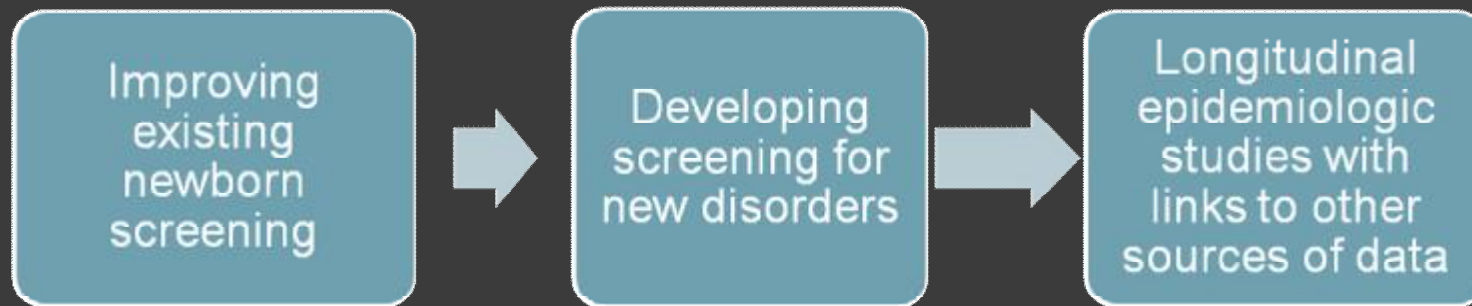 Improving
existing
newborn
screening
Developing
screening for
new disorders
Longitudinal
epidemiologic
studies with
links to other
sources of data